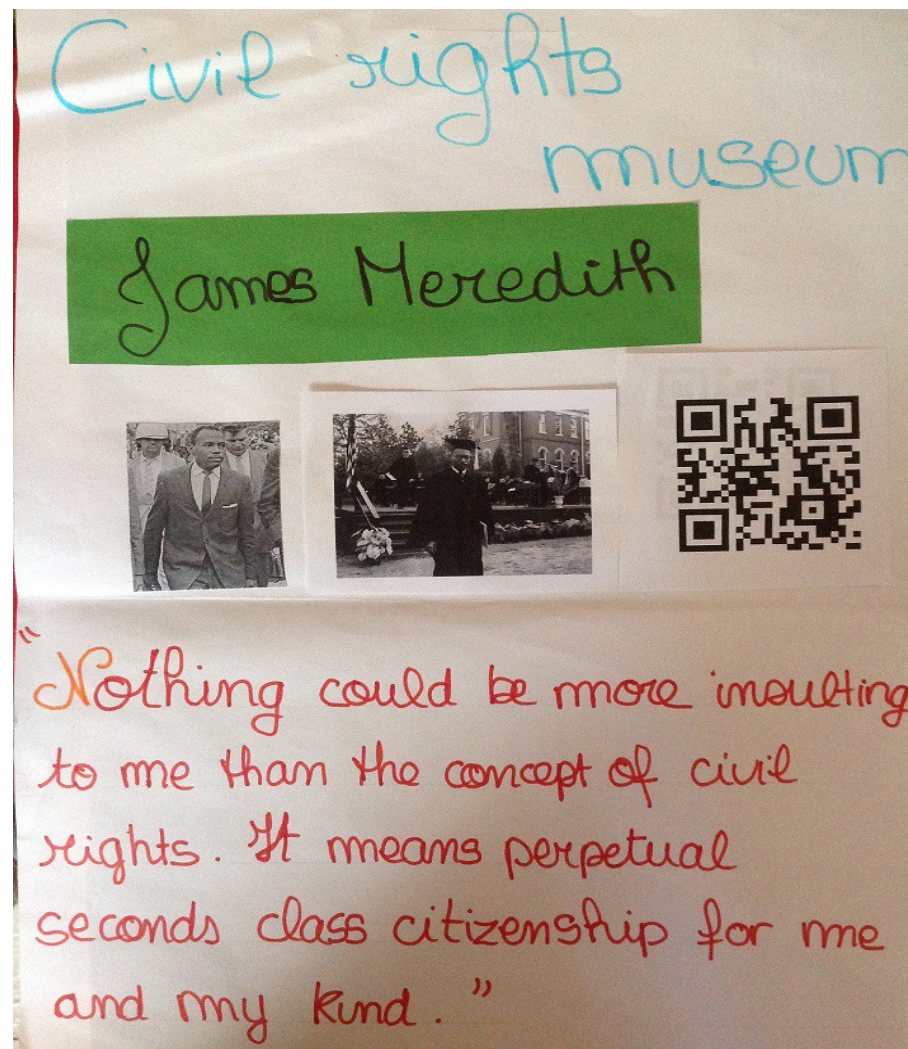 Civil rights
museum
James Meredith
"Nothing could be more insulting
to me than the concept of civil
rights. It means perpetual
seconds class citizenship for me
and my kind."